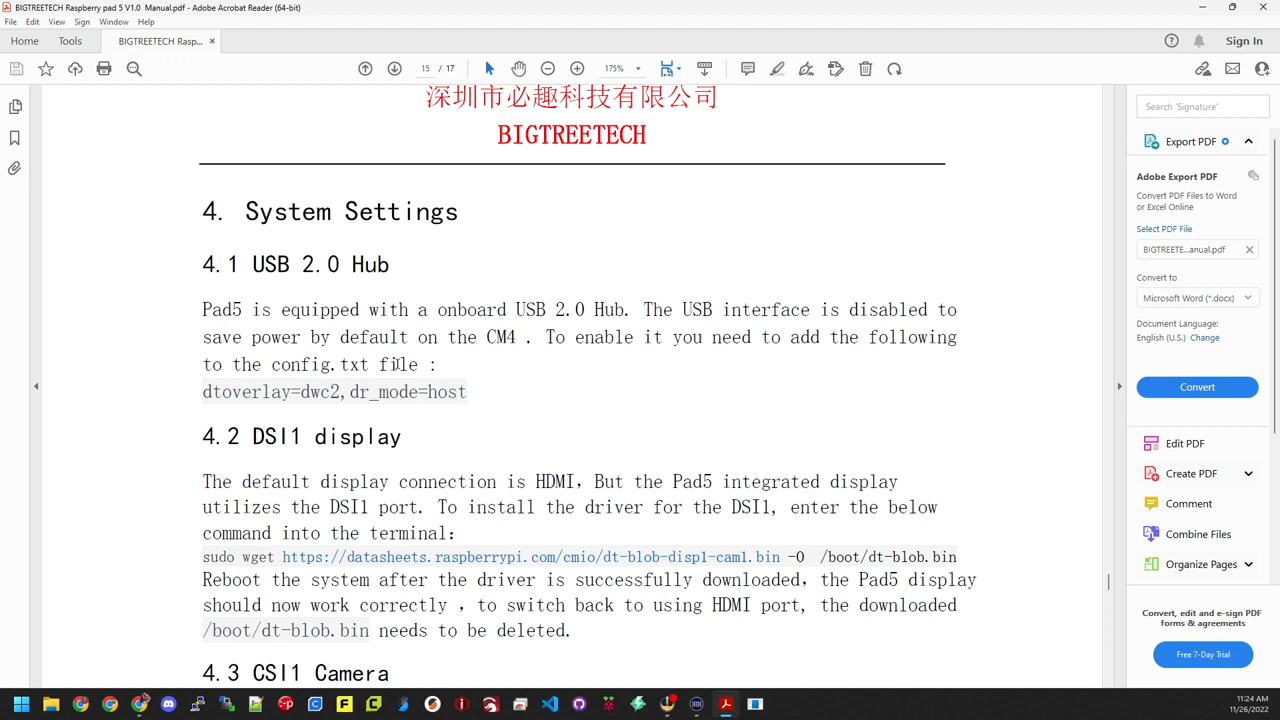 BIGTREETECH Raspberry pad 5 V1.0 Manual.pdf - Adobe Acrobat Reader (64-bit)
File Edit View Sign Window Help
Home Tools BIGTREETECH Rasp... × Sign In
15 / 17 175%
深圳市必趣科技有限公司
BIGTREETECH
4. System Settings
4.1 USB 2.0 Hub
Pad5 is equipped with a onboard USB 2.0 Hub. The USB interface is disabled to
save power by default on the CM4 . To enable it you need to add the following
to the config.txt file :
dtoverlay=dwc2,dr_mode=host
4.2 DSI1 display
The default display connection is HDMI, But the Pad5 integrated display
utilizes the DSI1 port. To install the driver for the DSI1, enter the below
command into the terminal:
sudo wget https://datasheets.raspberrypi.com/cmio/dt-blob-disp1-cam1.bin -O /boot/dt-blob.bin
Reboot the system after the driver is successfully downloaded, the Pad5 display
should now work correctly , to switch back to using HDMI port, the downloaded
/boot/dt-blob.bin needs to be deleted.
4.3 CSI1 Camera
Search 'Signature'
Export PDF
Adobe Export PDF
Convert PDF Files to Word
or Excel Online
Select PDF File
BIGTREETE...anual.pdf
Convert to
Microsoft Word (*.docx)
Document Language:
English (U.S.) Change
Convert
Edit PDF
Create PDF
Comment
Combine Files
Organize Pages
Convert, edit and e-sign PDF
forms & agreements
Free 7-Day Trial
11:24 AM
11/26/2022